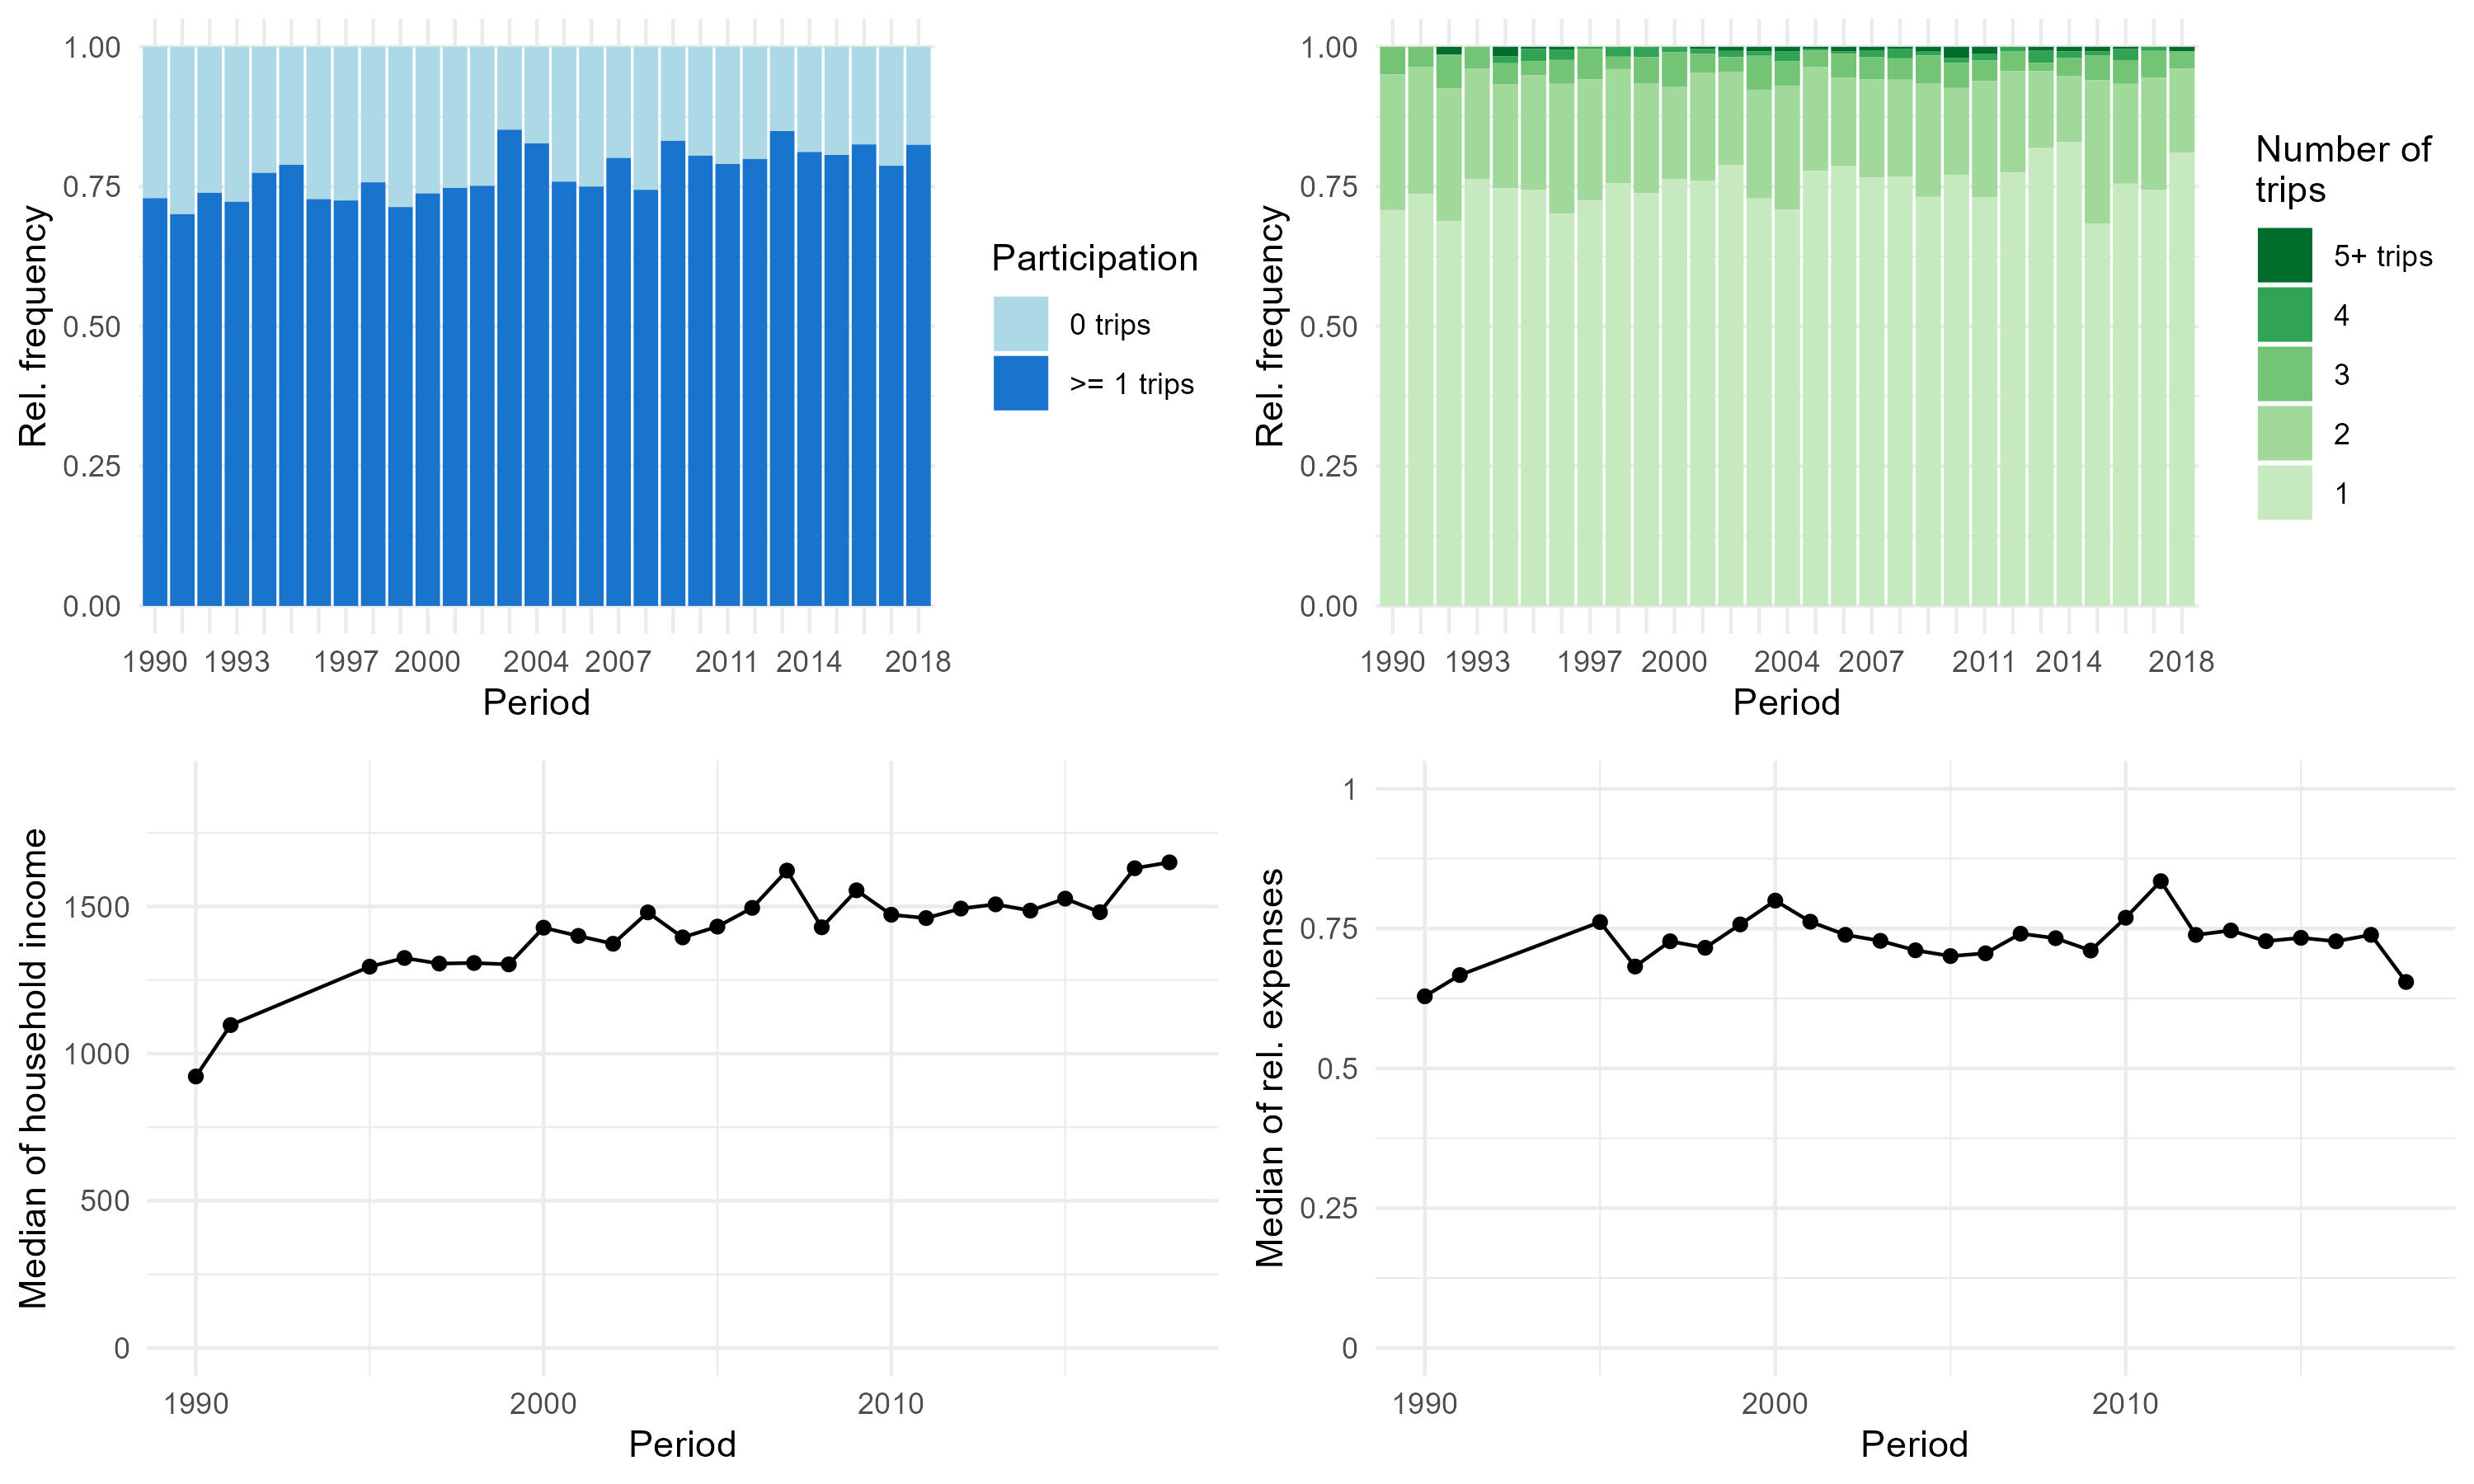 1.00
0.75
0.50
0.25
0.00
Rel. frequency
1990 1993 1997 2000 2004 2007 2011 2014 2018
Period
Participation
0 trips
>= 1 trips
1.00
0.75
0.50
0.25
0.00
Rel. frequency
1990 1993 1997 2000 2004 2007 2011 2014 2018
Period
Number of
trips
5+ trips
4
3
2
1
1500
1000
500
0
Median of household income
1990 2000 2010
Period
1
0.75
0.5
0.25
0
Median of rel. expenses
1990 2000 2010
Period